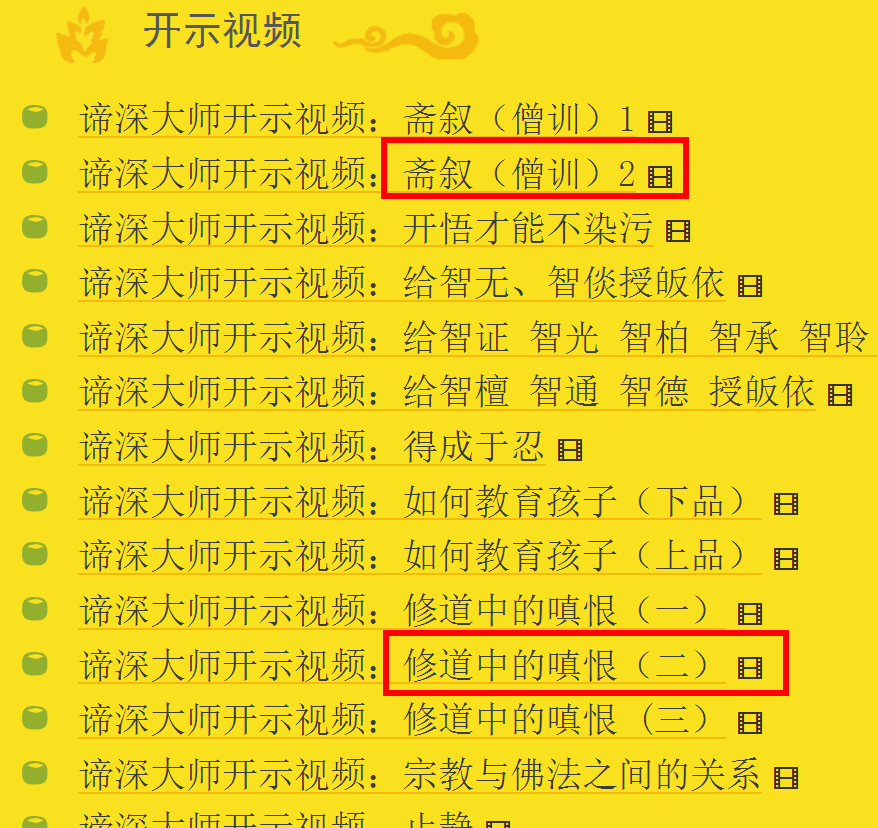 开示视频
谛深大师开示视频：斋叙（僧训）1
谛深大师开示视频：斋叙（僧训）2
谛深大师开示视频：开悟才能不染污
谛深大师开示视频：给智无、智倓授皈依
谛深大师开示视频：给智证 智光 智柏 智承 智聆
谛深大师开示视频：给智檀 智通 智德 授皈依
谛深大师开示视频：得成于忍
谛深大师开示视频：如何教育孩子（下品）
谛深大师开示视频：如何教育孩子（上品）
谛深大师开示视频：修道中的嗔恨（一）
谛深大师开示视频：修道中的嗔恨（二）
谛深大师开示视频：修道中的嗔恨（三）
谛深大师开示视频：宗教与佛法之间的关系
谛深大师开示视频：止静